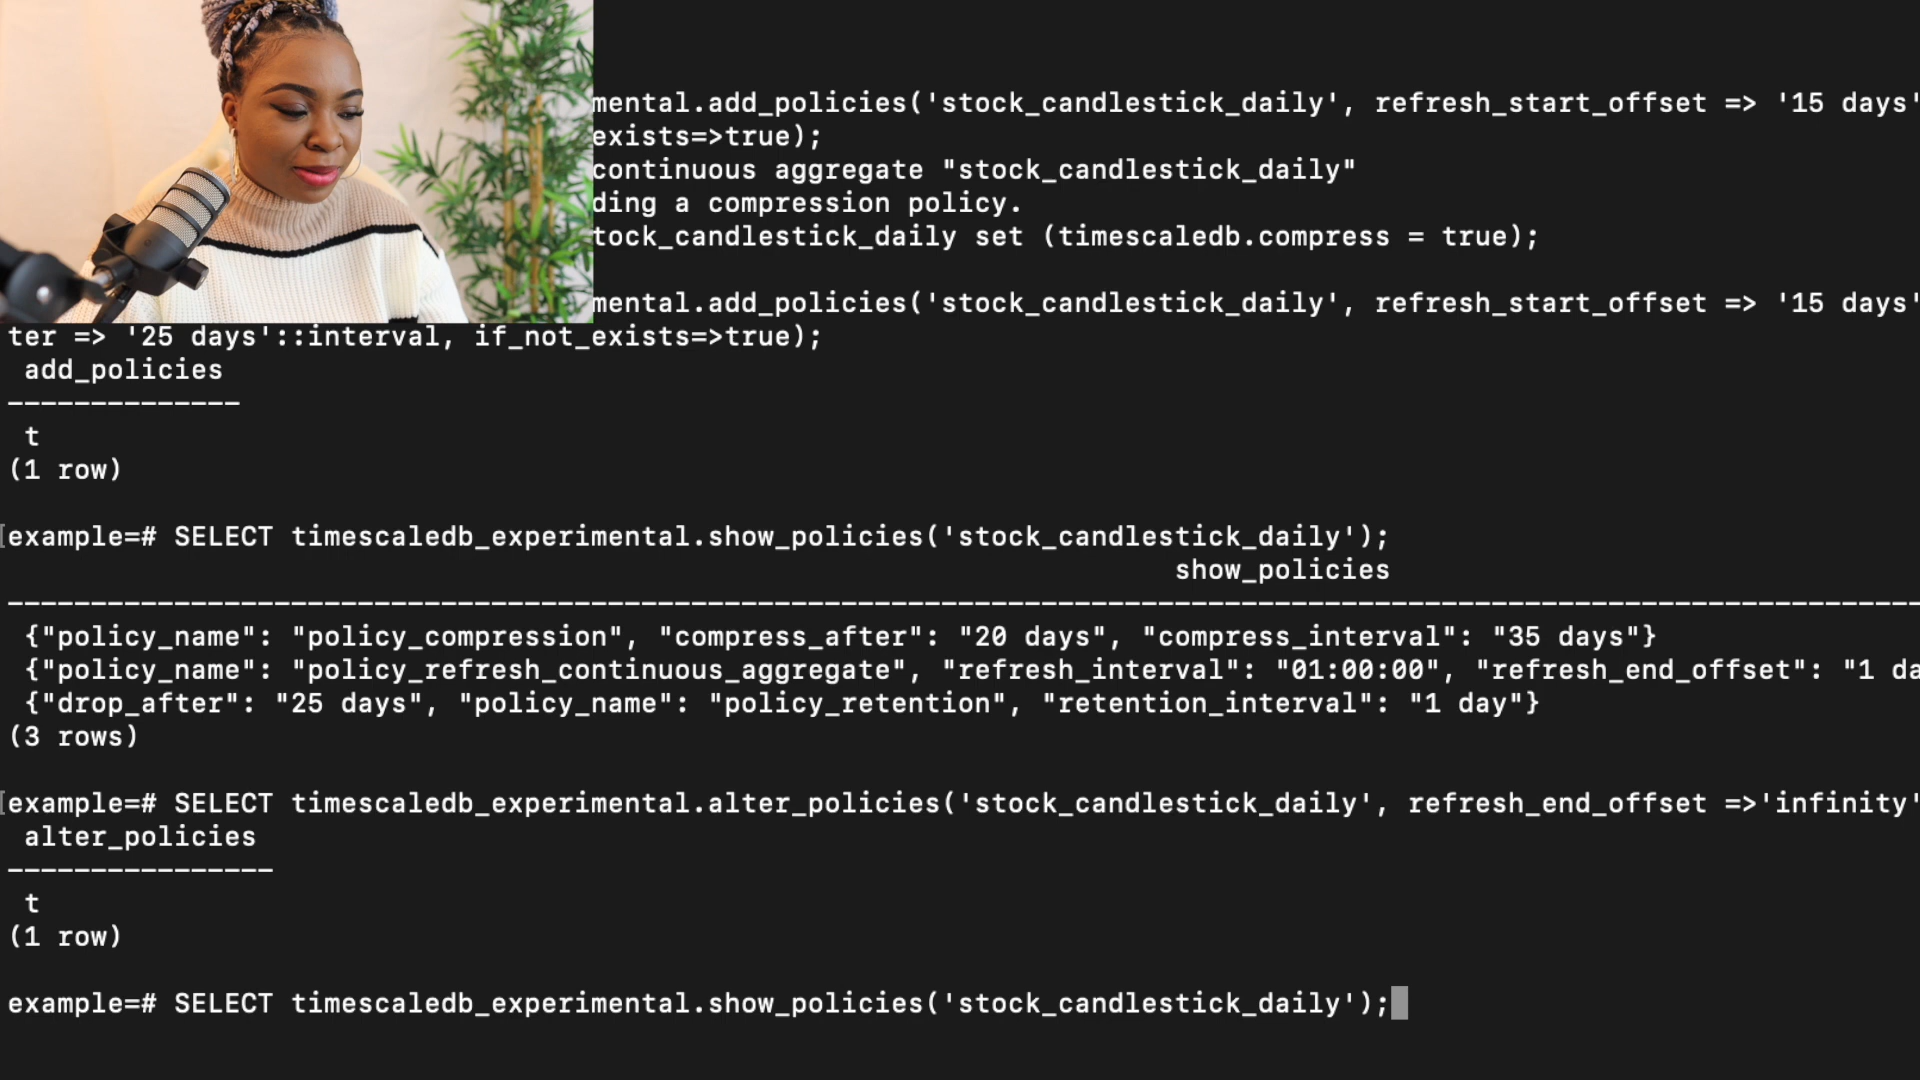 mental.add_policies('stock_candlestick_daily', refresh_start_offset => '15 days'
exists=>true);
continuous aggregate "stock_candlestick_daily"
ding a compression policy.
tock_candlestick_daily set (timescaledb.compress = true);
mental.add_policies('stock_candlestick_daily', refresh_start_offset => '15 days'
ter => '25 days'::interval, if_not_exists=>true);
add_policies
--------------
t
(1 row)
example=# SELECT timescaledb_experimental.show_policies('stock_candlestick_daily');
show_policies
--------------------------------------------------------------------------------------------------------------------
{"policy_name": "policy_compression", "compress_after": "20 days", "compress_interval": "35 days"}
{"policy_name": "policy_refresh_continuous_aggregate", "refresh_interval": "01:00:00", "refresh_end_offset": "1 da
{"drop_after": "25 days", "policy_name": "policy_retention", "retention_interval": "1 day"}
(3 rows)
example=# SELECT timescaledb_experimental.alter_policies('stock_candlestick_daily', refresh_end_offset =>'infinity'
alter_policies
----------------
t
(1 row)
example=# SELECT timescaledb_experimental.show_policies('stock_candlestick_daily');